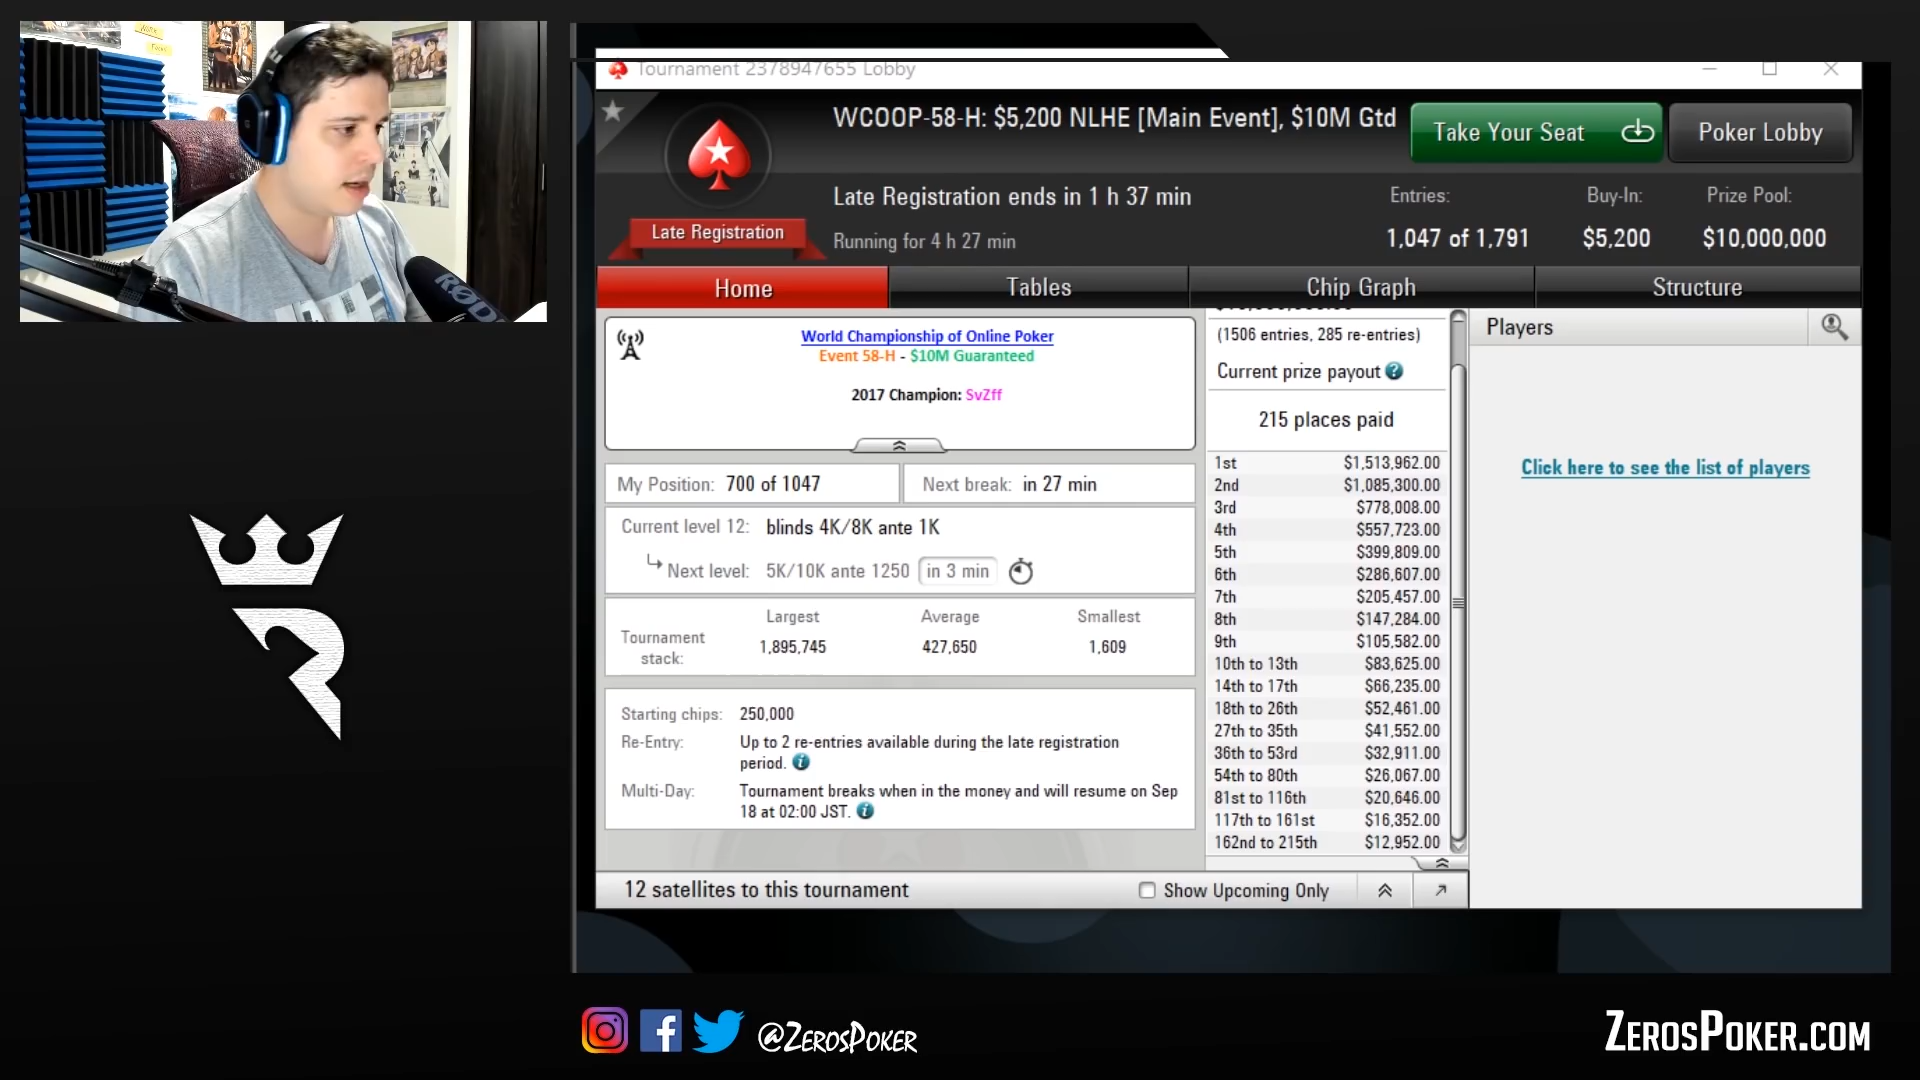 WORK
RØDE
Tournament 2378947655 Lobby
WCOOP-58-H: $5,200 NLHE [Main Event], $10M Gtd
Take Your Seat
Poker Lobby
Late Registration ends in 1 h 37 min
Entries:
Buy-In:
Prize Pool:
Late Registration
Running for 4 h 27 min
1,047 of 1,791
$5,200
$10,000,000
Home
Tables
Chip Graph
Structure
World Championship of Online Poker
Event 58-H - $10M Guaranteed
2017 Champion: SvZff
My Position: 700 of 1047
Next break: in 27 min
Current level 12: blinds 4K/8K ante 1K
Next level: 5K/10K ante 1250 in 3 min
Largest
Average
Smallest
Tournament
stack:
1,895,745
427,650
1,609
Starting chips: 250,000
Re-Entry: Up to 2 re-entries available during the late registration
period.
Multi-Day: Tournament breaks when in the money and will resume on Sep
18 at 02:00 JST.
12 satellites to this tournament
Show Upcoming Only
(1506 entries, 285 re-entries)
Current prize payout
215 places paid
1st $1,513,962.00
2nd $1,085,300.00
3rd $778,008.00
4th $557,723.00
5th $399,809.00
6th $286,607.00
7th $205,457.00
8th $147,284.00
9th $105,582.00
10th to 13th $83,625.00
14th to 17th $66,235.00
18th to 26th $52,461.00
27th to 35th $41,552.00
36th to 53rd $32,911.00
54th to 80th $26,067.00
81st to 116th $20,646.00
117th to 161st $16,352.00
162nd to 215th $12,952.00
Players
Click here to see the list of players
@ZEROSPOKER
ZEROSPOKER.COM